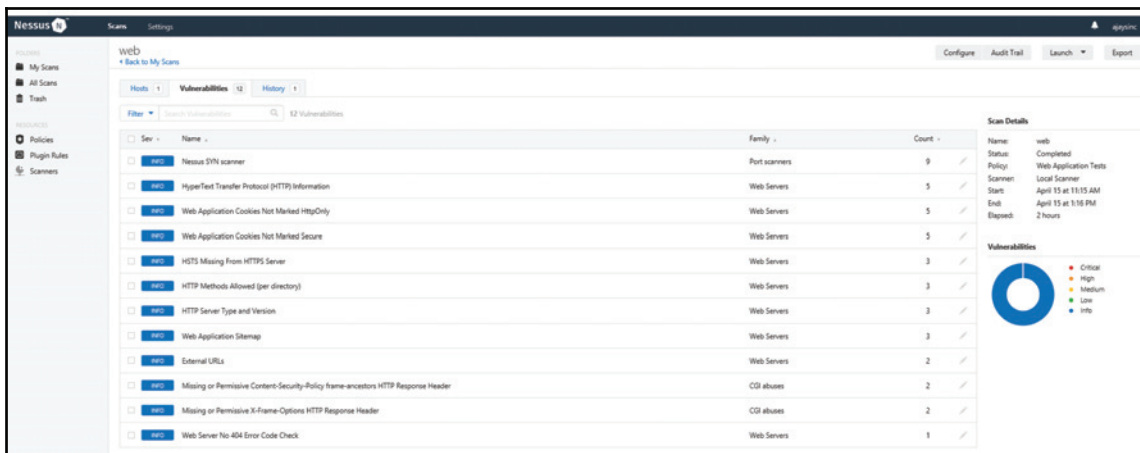 Nessus N Scans Settings ajaysinc
FOLDERS
My Scans
All Scans
Trash
RESOURCES
Policies
Plugin Rules
Scanners
web
Back to My Scans
Configure Audit Trail Launch Export
Hosts 1 Vulnerabilities 12 History 1
Filter Search Vulnerabilities 12 Vulnerabilities
Sev Name Family Count
INFO Nessus SYN scanner Port scanners 9
INFO HyperText Transfer Protocol (HTTP) Information Web Servers 5
INFO Web Application Cookies Not Marked HttpOnly Web Servers 5
INFO Web Application Cookies Not Marked Secure Web Servers 5
INFO HSTS Missing From HTTPS Server Web Servers 3
INFO HTTP Methods Allowed (per directory) Web Servers 3
INFO HTTP Server Type and Version Web Servers 3
INFO Web Application Sitemap Web Servers 3
INFO External URLs Web Servers 2
INFO Missing or Permissive Content-Security-Policy frame-ancestors HTTP Response Header CGI abuses 2
INFO Missing or Permissive X-Frame-Options HTTP Response Header CGI abuses 2
INFO Web Server No 404 Error Code Check Web Servers 1
Scan Details
Name: web
Status: Completed
Policy: Web Application Tests
Scanner: Local Scanner
Start: April 15 at 11:15 AM
End: April 15 at 1:16 PM
Elapsed: 2 hours
Vulnerabilities
Critical
High
Medium
Low
Info